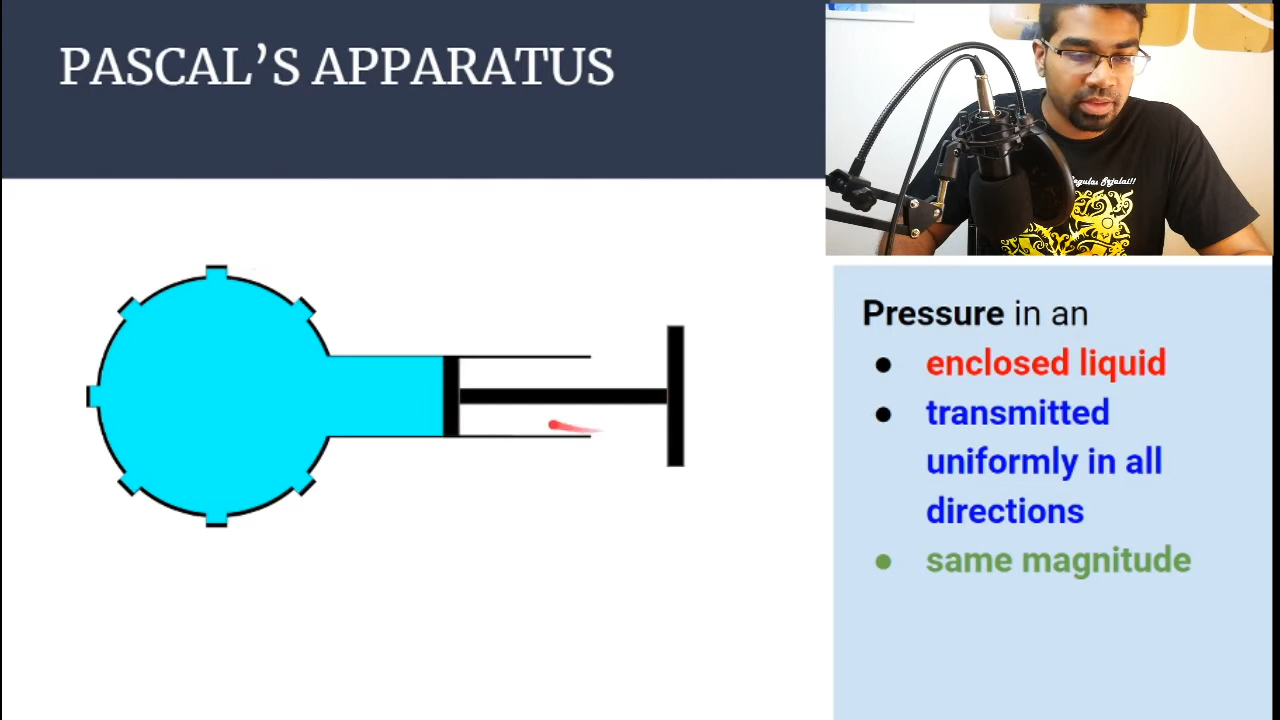 PASCAL’S APPARATUS
Pressure in an
● enclosed liquid
● transmitted
uniformly in all
directions
● same magnitude